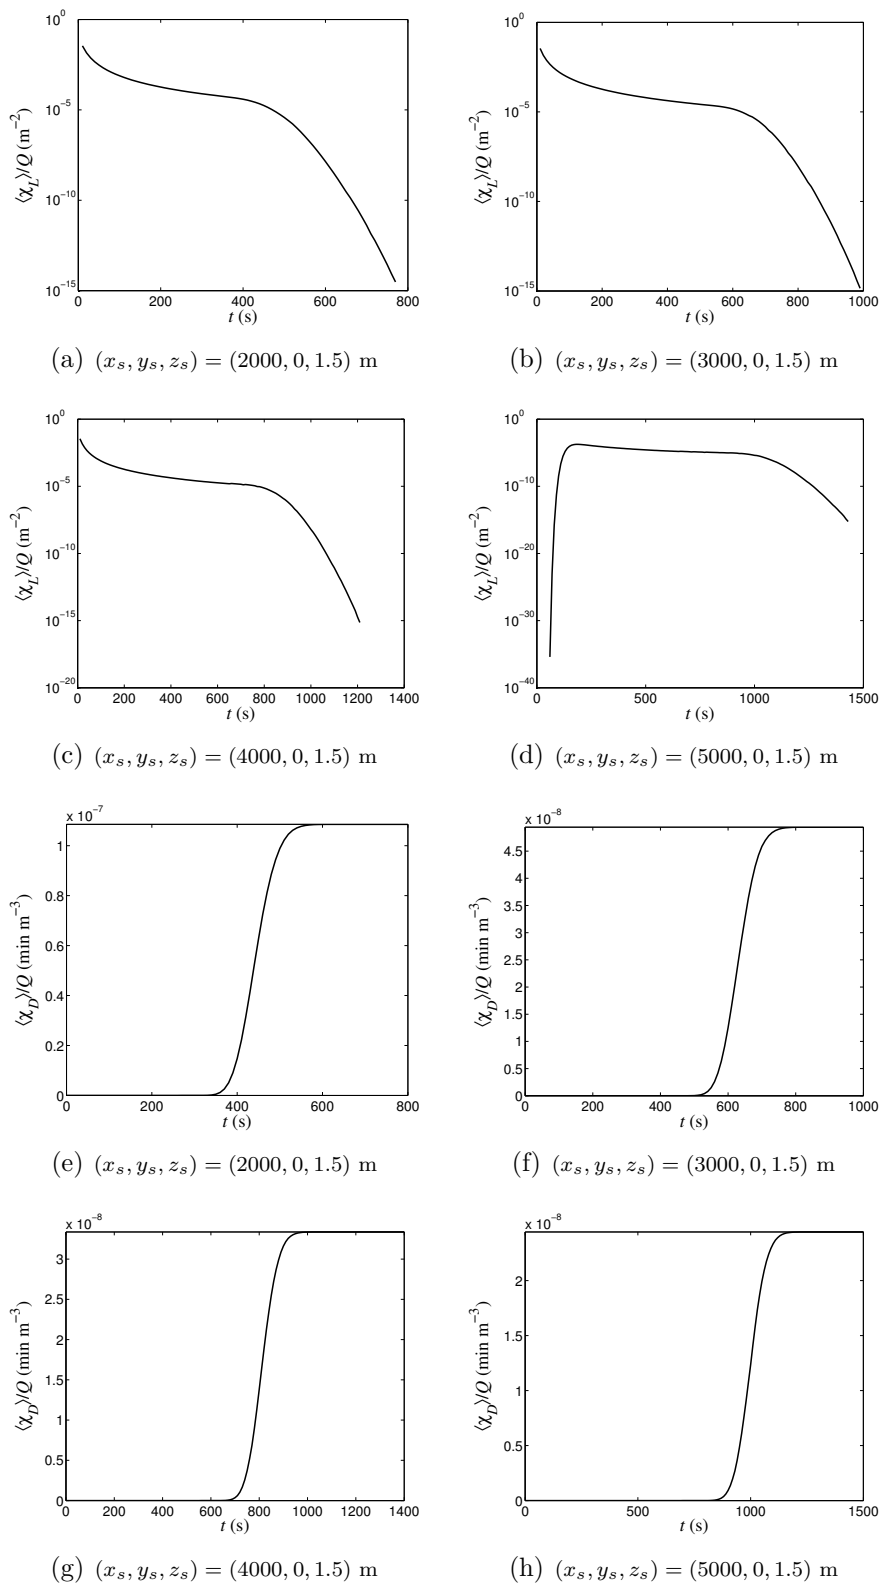 10⁰
10⁻⁵
10⁻¹⁰
10⁻¹⁵
⟨χ_L⟩/Q (m⁻²)
0 200 400 600 800
t (s)
(a) (x_s, y_s, z_s) = (2000, 0, 1.5) m
10⁰
10⁻⁵
10⁻¹⁰
10⁻¹⁵
⟨χ_L⟩/Q (m⁻²)
0 200 400 600 800 1000
t (s)
(b) (x_s, y_s, z_s) = (3000, 0, 1.5) m
10⁰
10⁻⁵
10⁻¹⁰
10⁻¹⁵
10⁻²⁰
⟨χ_L⟩/Q (m⁻²)
0 200 400 600 800 1000 1200 1400
t (s)
(c) (x_s, y_s, z_s) = (4000, 0, 1.5) m
10⁰
10⁻¹⁰
10⁻²⁰
10⁻³⁰
10⁻⁴⁰
⟨χ_L⟩/Q (m⁻²)
0 500 1000 1500
t (s)
(d) (x_s, y_s, z_s) = (5000, 0, 1.5) m
x 10⁻⁷
1
0.8
0.6
0.4
0.2
0
⟨χ_D⟩/Q (min m⁻³)
0 200 400 600 800
t (s)
(e) (x_s, y_s, z_s) = (2000, 0, 1.5) m
x 10⁻⁸
4.5
4
3.5
3
2.5
2
1.5
1
0.5
0
⟨χ_D⟩/Q (min m⁻³)
0 200 400 600 800 1000
t (s)
(f) (x_s, y_s, z_s) = (3000, 0, 1.5) m
x 10⁻⁸
3
2.5
2
1.5
1
0.5
0
⟨χ_D⟩/Q (min m⁻³)
0 200 400 600 800 1000 1200 1400
t (s)
(g) (x_s, y_s, z_s) = (4000, 0, 1.5) m
x 10⁻⁸
2
1.5
1
0.5
0
⟨χ_D⟩/Q (min m⁻³)
0 500 1000 1500
t (s)
(h) (x_s, y_s, z_s) = (5000, 0, 1.5) m